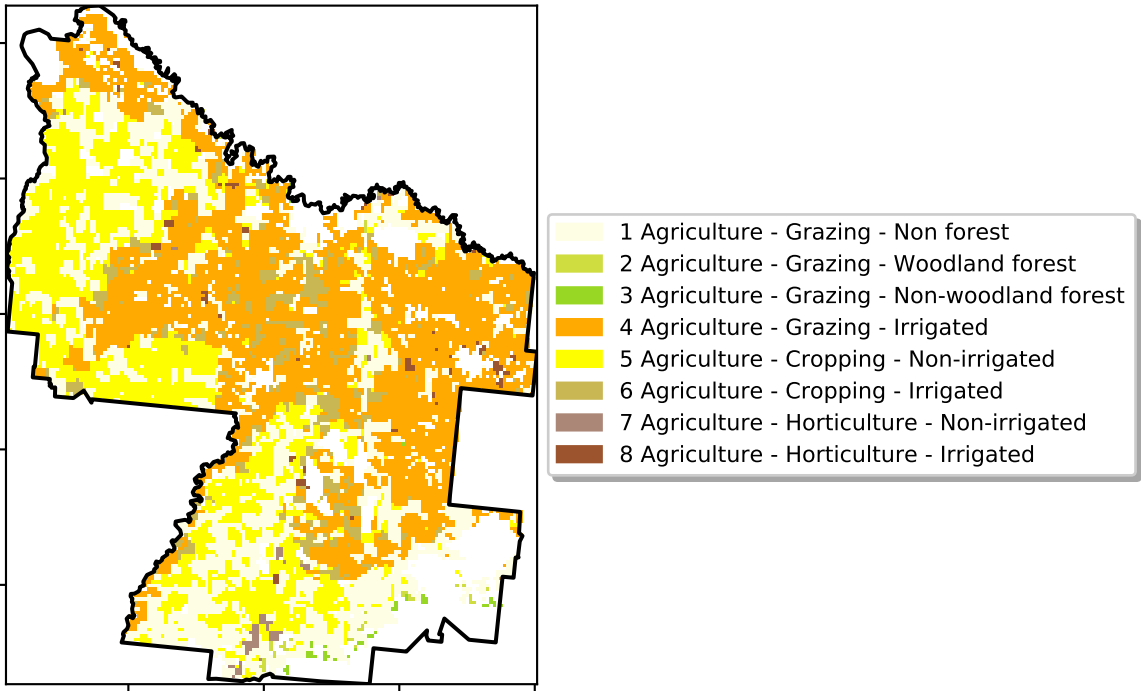 1 Agriculture - Grazing - Non forest
2 Agriculture - Grazing - Woodland forest
3 Agriculture - Grazing - Non-woodland forest
4 Agriculture - Grazing - Irrigated
5 Agriculture - Cropping - Non-irrigated
6 Agriculture - Cropping - Irrigated
7 Agriculture - Horticulture - Non-irrigated
8 Agriculture - Horticulture - Irrigated